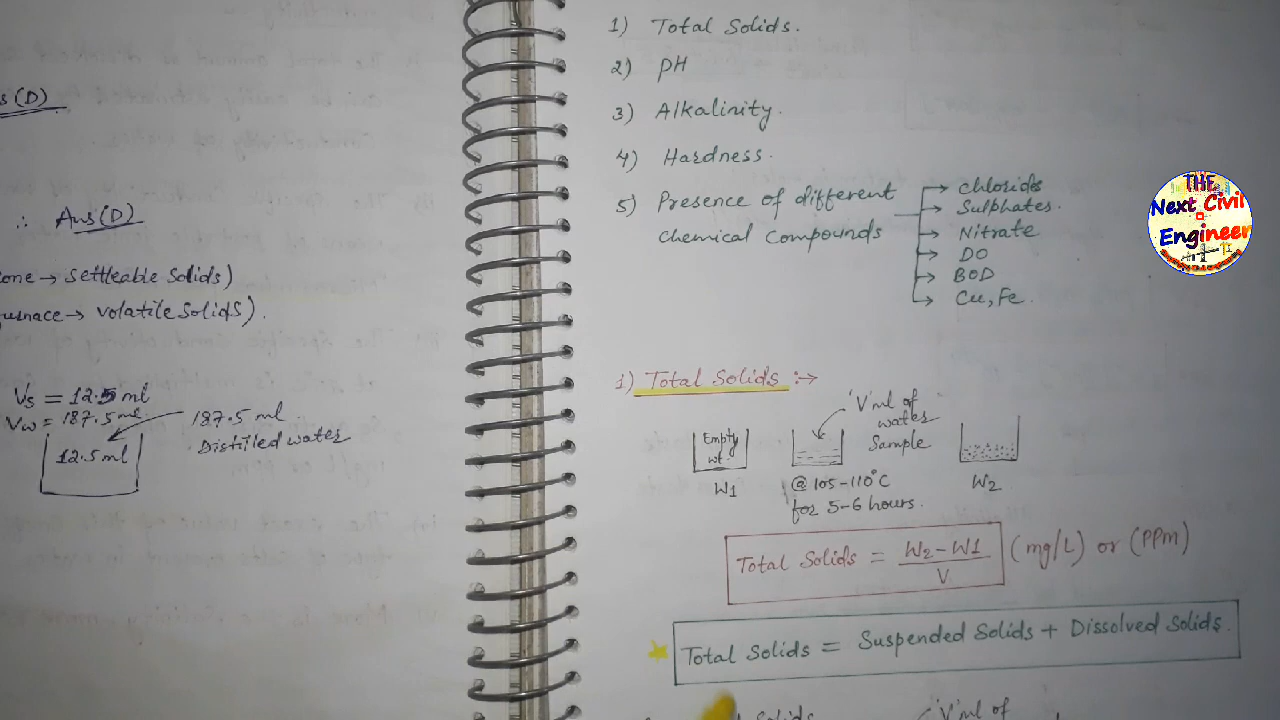 s (D)
∴ Ans(D)
one → settleable solids)
urnace → volatile solids).
Vs = 12.5 ml
Vw = 187.5 ml.
187.5 ml
Distilled water
12.5 ml
1) Total Solids.
2) PH
3) Alkalinity.
4) Hardness.
5) Presence of different
chemical compounds
→ chlorides
→ Sulphates.
→ Nitrate
→ DO
→ BOD
→ Cu, Fe.
THE
Next Civil
Engineer
1) Total Solids :→
Empty
wt.
W1
'V' ml of
water
Sample
@ 105-110°C
for 5-6 hours.
W2
Total Solids = W2 - W1 / V (mg/L) or (PPm)
Total Solids = Suspended Solids + Dissolved Solids.
Solids
'V' ml of